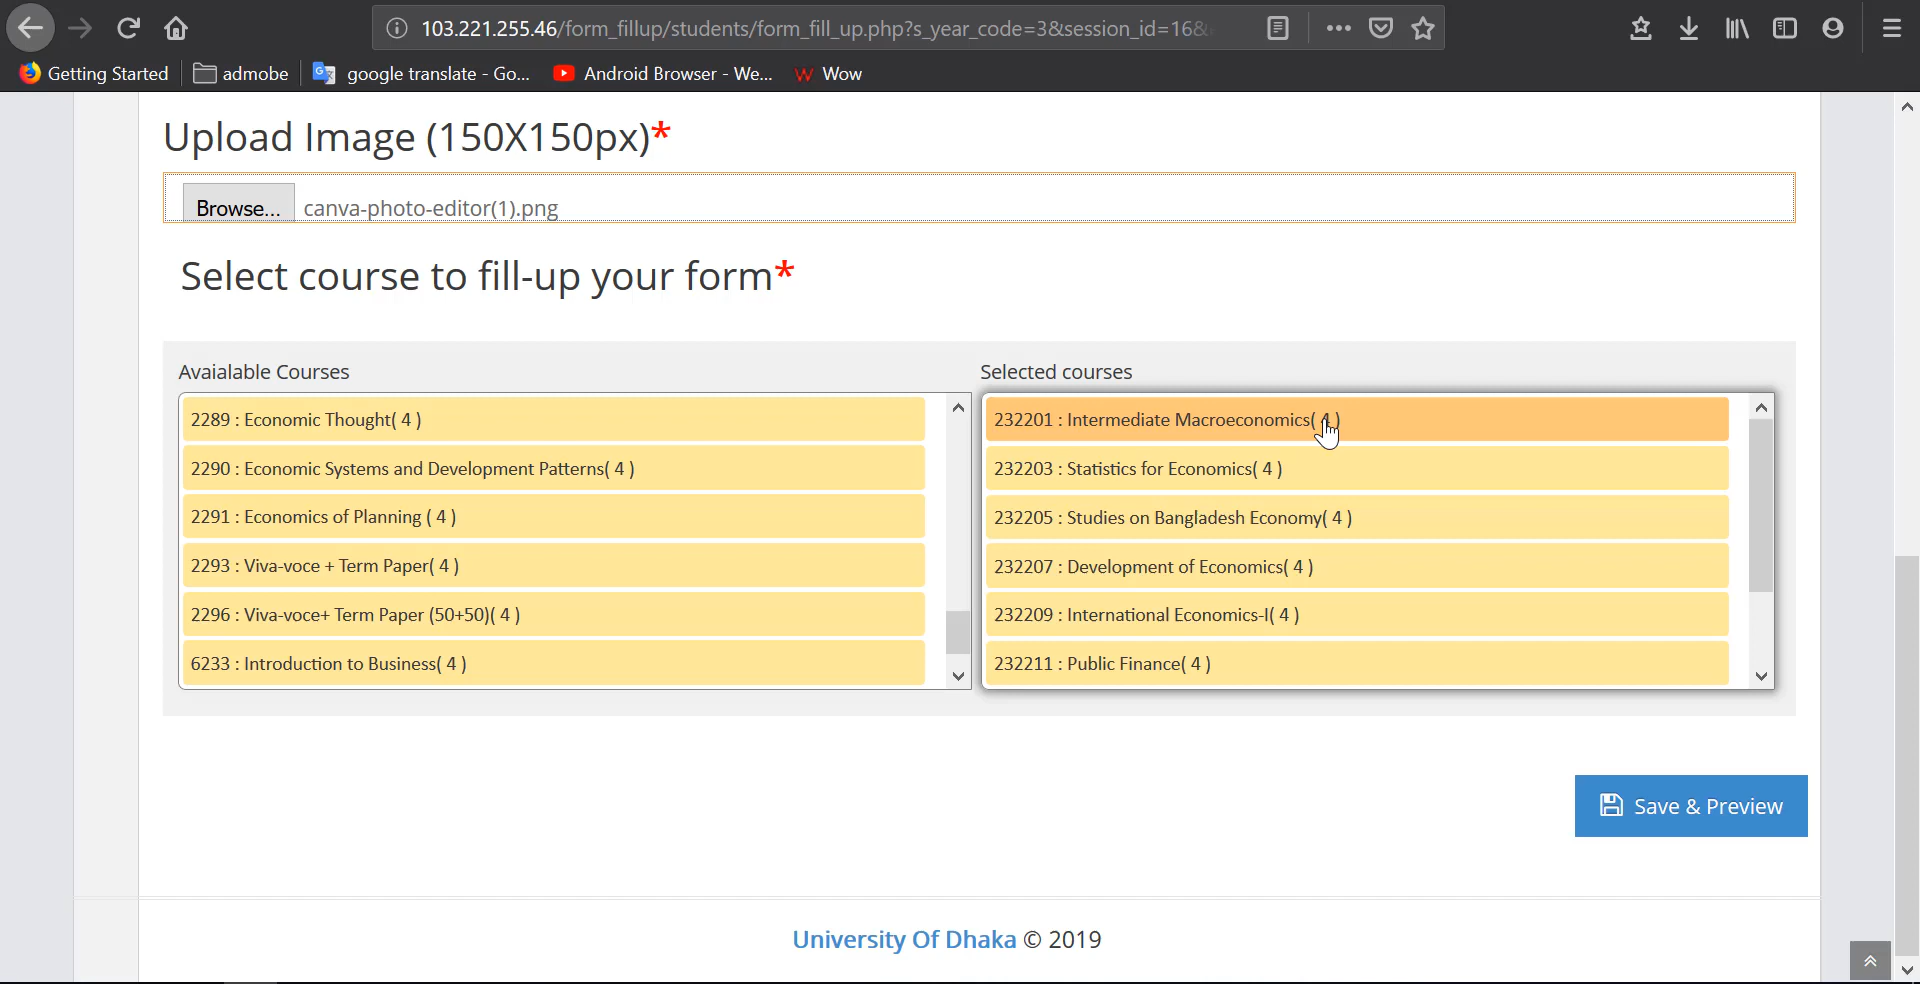 103.221.255.46/form_fillup/students/form_fill_up.php?s_year_code=3&session_id=16&
Getting Started admobe google translate - Go... Android Browser - We... Wow
Upload Image (150X150px)*
Browse... canva-photo-editor(1).png
Select course to fill-up your form*
Avaialable Courses
2289 : Economic Thought( 4 )
2290 : Economic Systems and Development Patterns( 4 )
2291 : Economics of Planning ( 4 )
2293 : Viva-voce + Term Paper( 4 )
2296 : Viva-voce+ Term Paper (50+50)( 4 )
6233 : Introduction to Business( 4 )
Selected courses
232201 : Intermediate Macroeconomics( 4 )
232203 : Statistics for Economics( 4 )
232205 : Studies on Bangladesh Economy( 4 )
232207 : Development of Economics( 4 )
232209 : International Economics-I( 4 )
232211 : Public Finance( 4 )
Save & Preview
University Of Dhaka © 2019